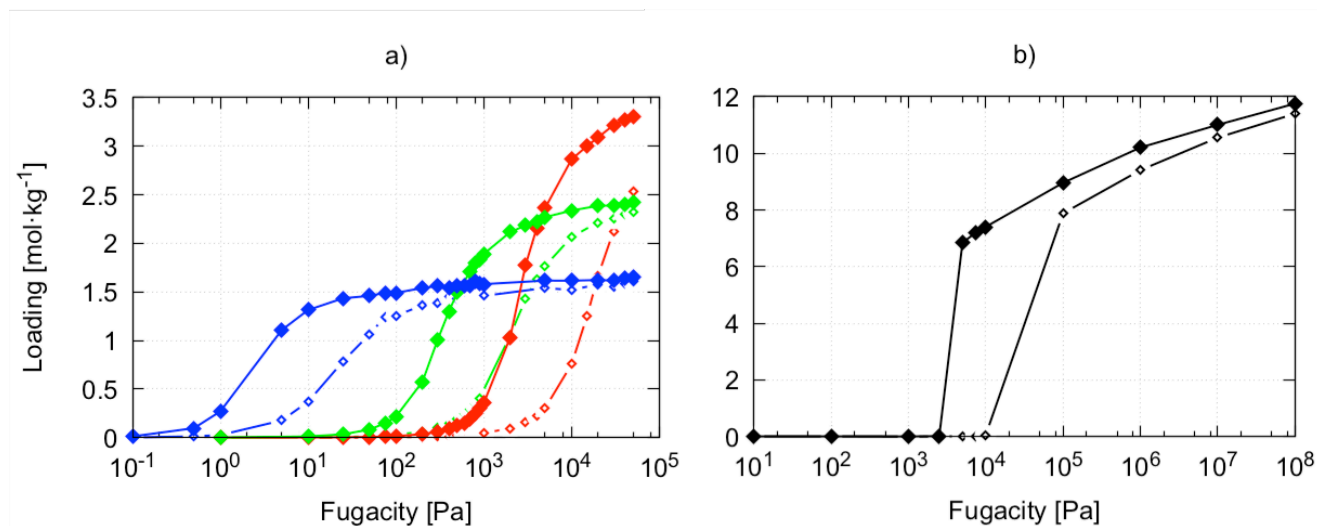 a)
3.5
3
2.5
2
1.5
1
0.5
0
10⁻¹ 10⁰ 10¹ 10² 10³ 10⁴ 10⁵
Loading [mol·kg⁻¹]
Fugacity [Pa]
b)
12
10
8
6
4
2
0
10¹ 10² 10³ 10⁴ 10⁵ 10⁶ 10⁷ 10⁸
Fugacity [Pa]